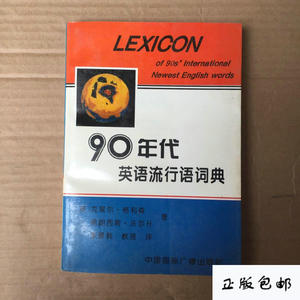 LEXICON
of 90s' International
Newest English words
90年代
英语流行语词典
中国国际广播出版社
正版包邮